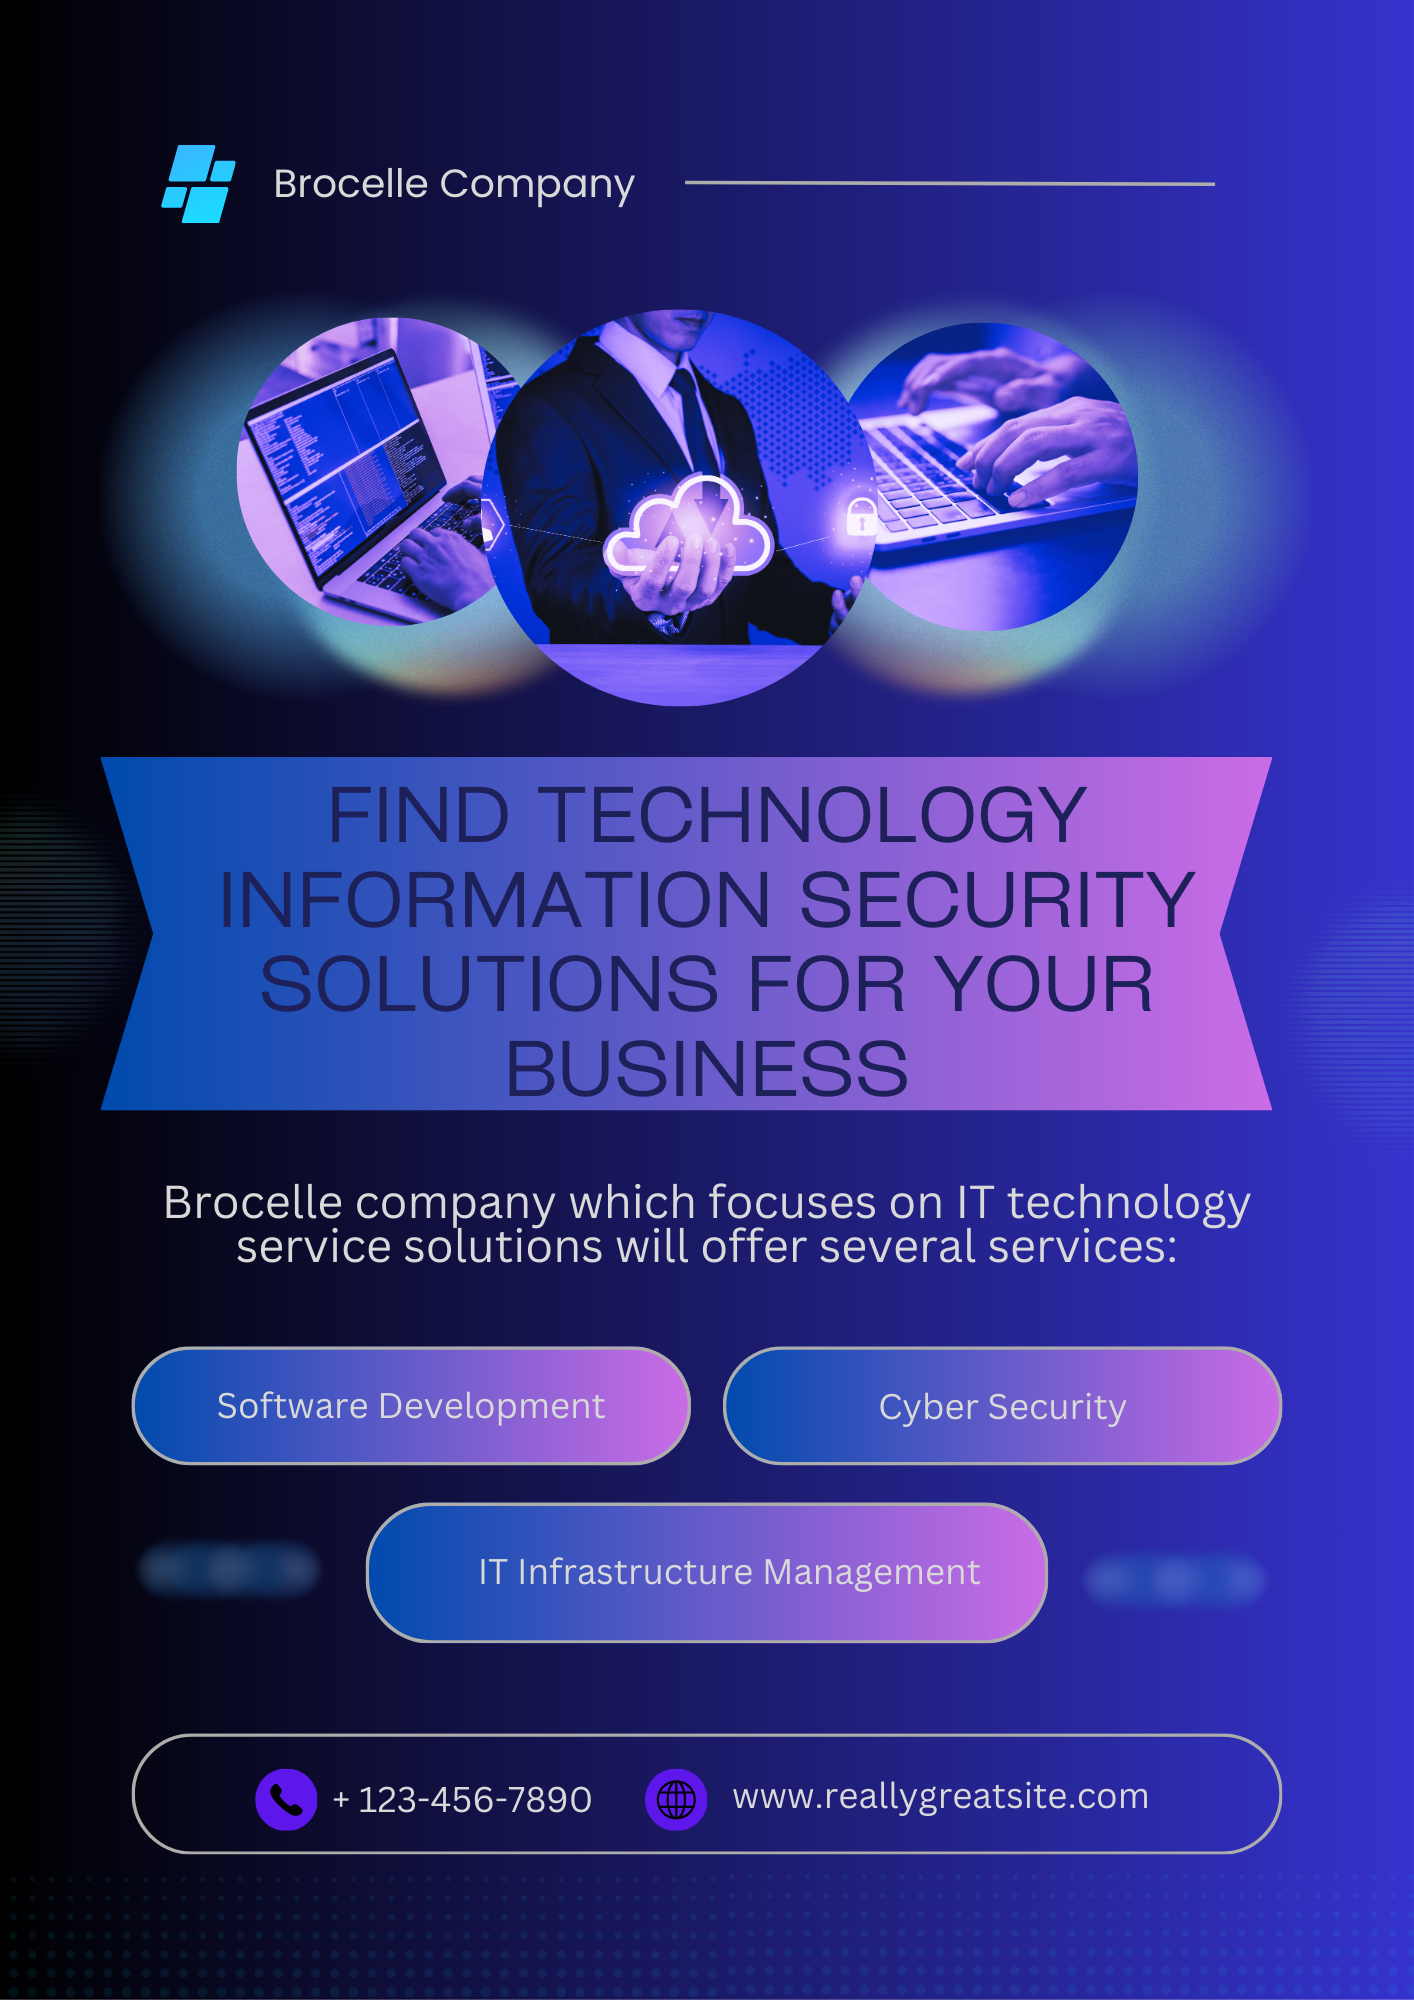 Brocelle Company
FIND TECHNOLOGY
INFORMATION SECURITY
SOLUTIONS FOR YOUR
BUSINESS
Brocelle company which focuses on IT technology
service solutions will offer several services:
Software Development
Cyber Security
IT Infrastructure Management
+ 123-456-7890
www.reallygreatsite.com